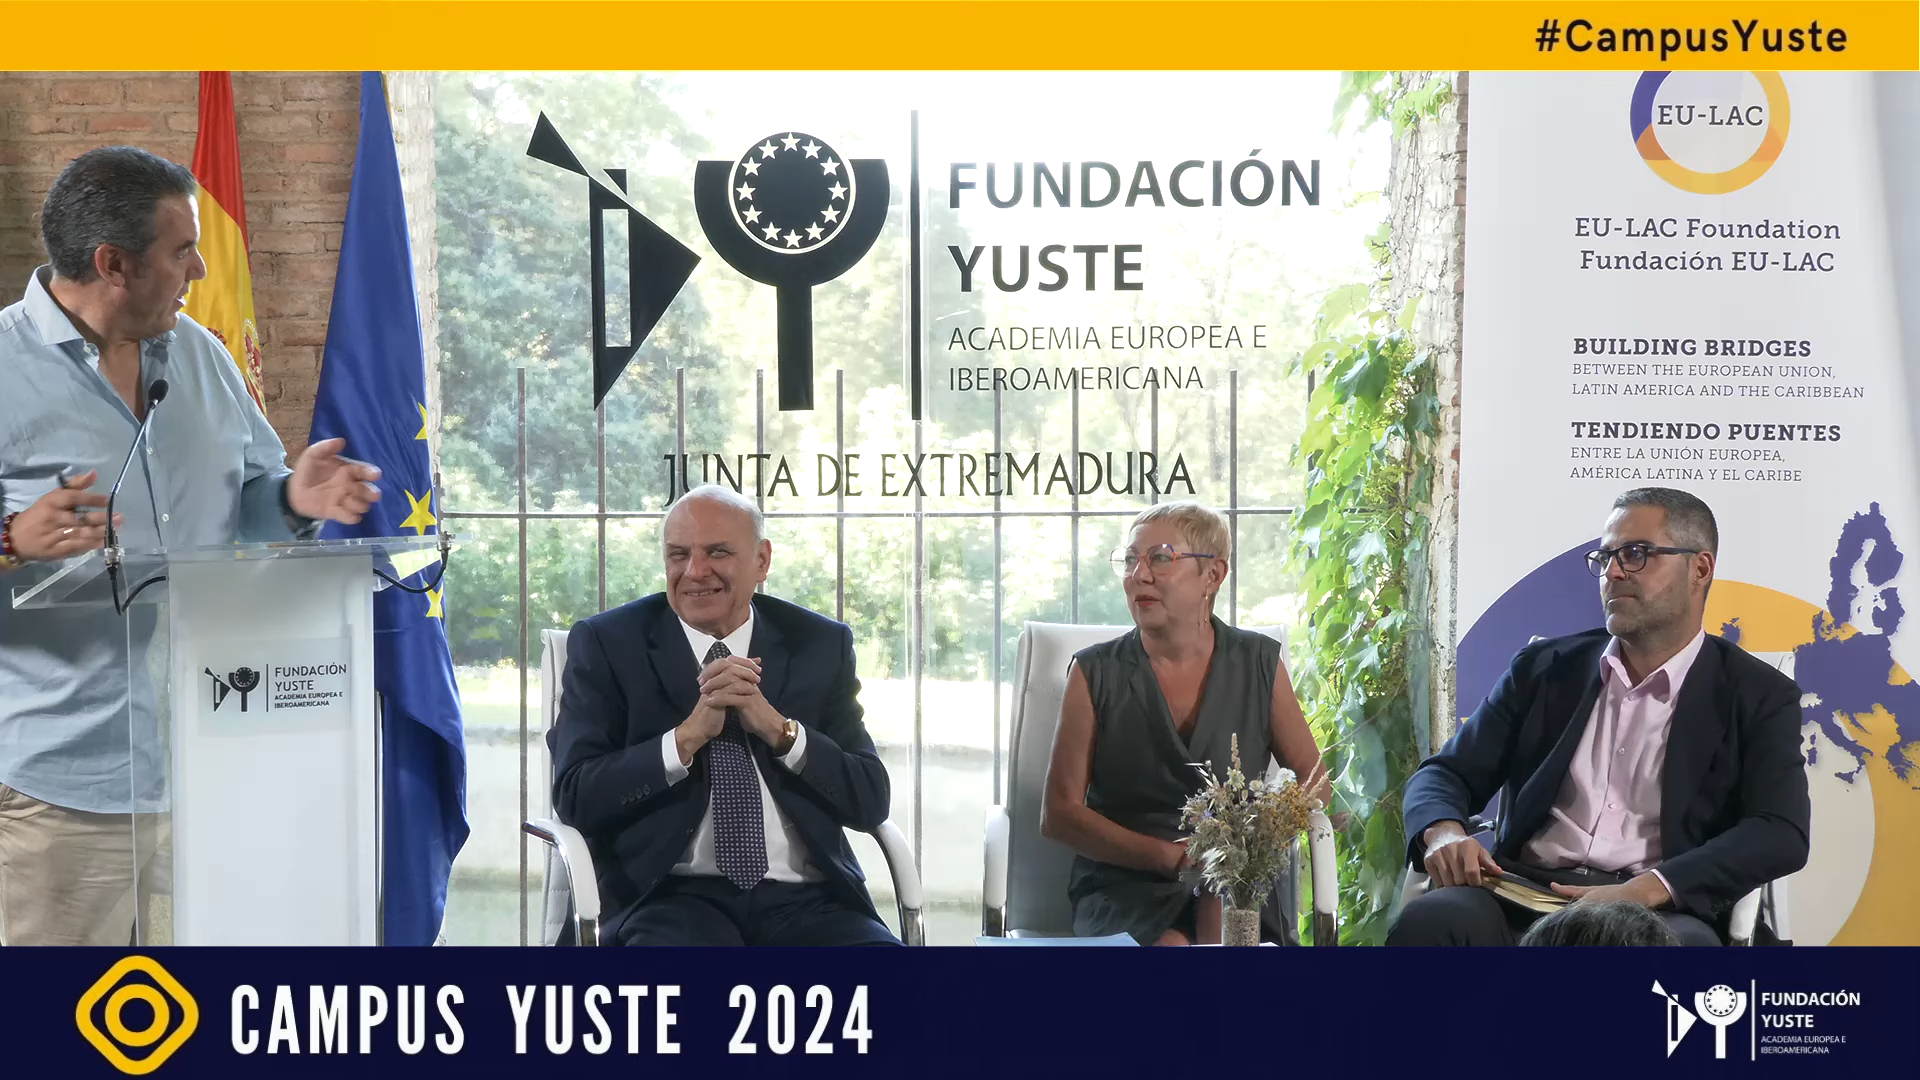 #CampusYuste
FUNDACIÓN
YUSTE
ACADEMIA EUROPEA E
IBEROAMERICANA
JUNTA DE EXTREMADURA
EU-LAC
EU-LAC Foundation
Fundación EU-LAC
BUILDING BRIDGES
BETWEEN THE EUROPEAN UNION,
LATIN AMERICA AND THE CARIBBEAN
TENDIENDO PUENTES
ENTRE LA UNIÓN EUROPEA,
AMÉRICA LATINA Y EL CARIBE
FUNDACIÓN
YUSTE
ACADEMIA EUROPEA E
IBEROAMERICANA
CAMPUS YUSTE 2024
FUNDACIÓN
YUSTE
ACADEMIA EUROPEA E
IBEROAMERICANA